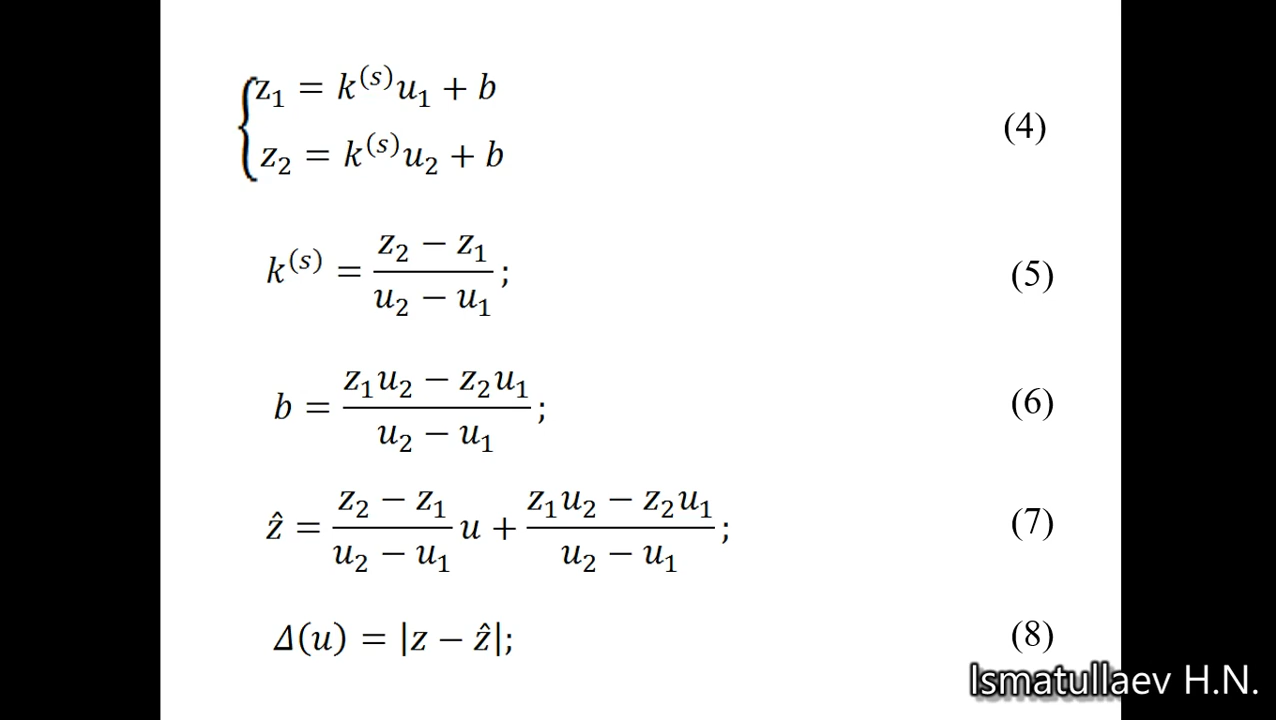 z₁ = k⁽ˢ⁾u₁ + b
z₂ = k⁽ˢ⁾u₂ + b (4)
k⁽ˢ⁾ = (z₂ − z₁)/(u₂ − u₁); (5)
b = (z₁u₂ − z₂u₁)/(u₂ − u₁); (6)
ẑ = (z₂ − z₁)/(u₂ − u₁) u + (z₁u₂ − z₂u₁)/(u₂ − u₁); (7)
Δ(u) = |z − ẑ|; (8)
Ismatullaev H.N.